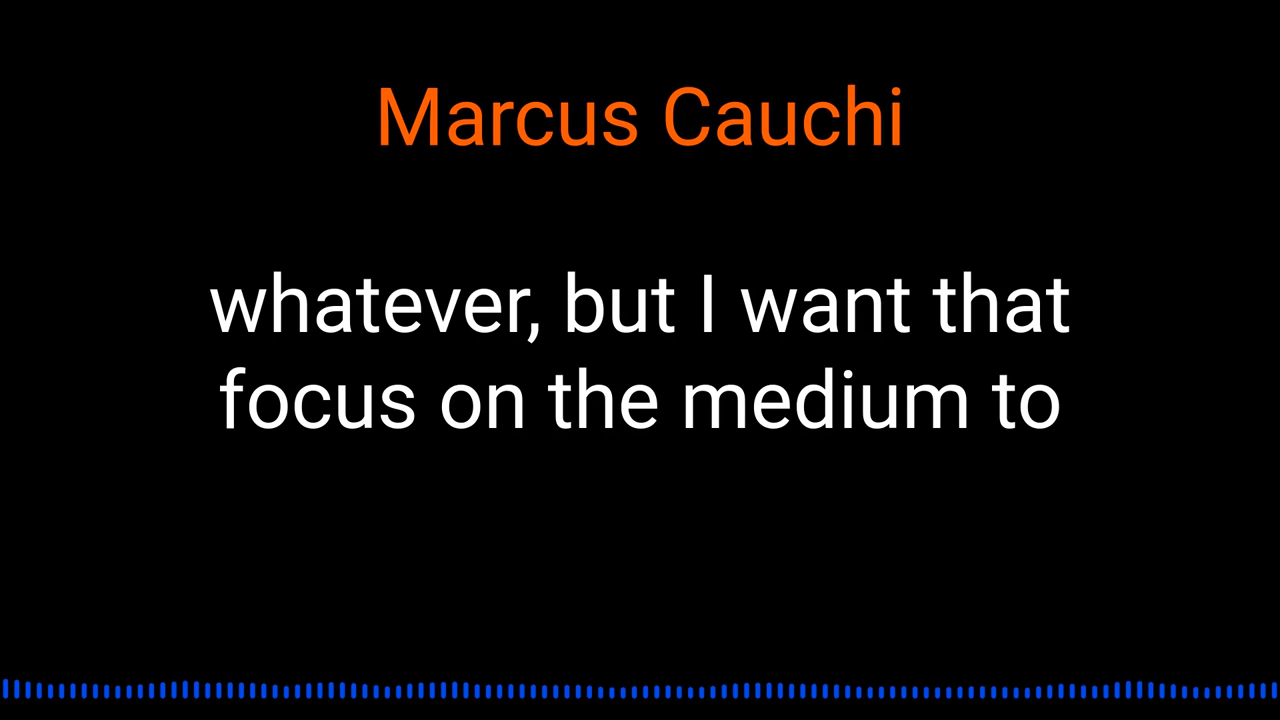 Marcus Cauchi
whatever, but I want that
focus on the medium to